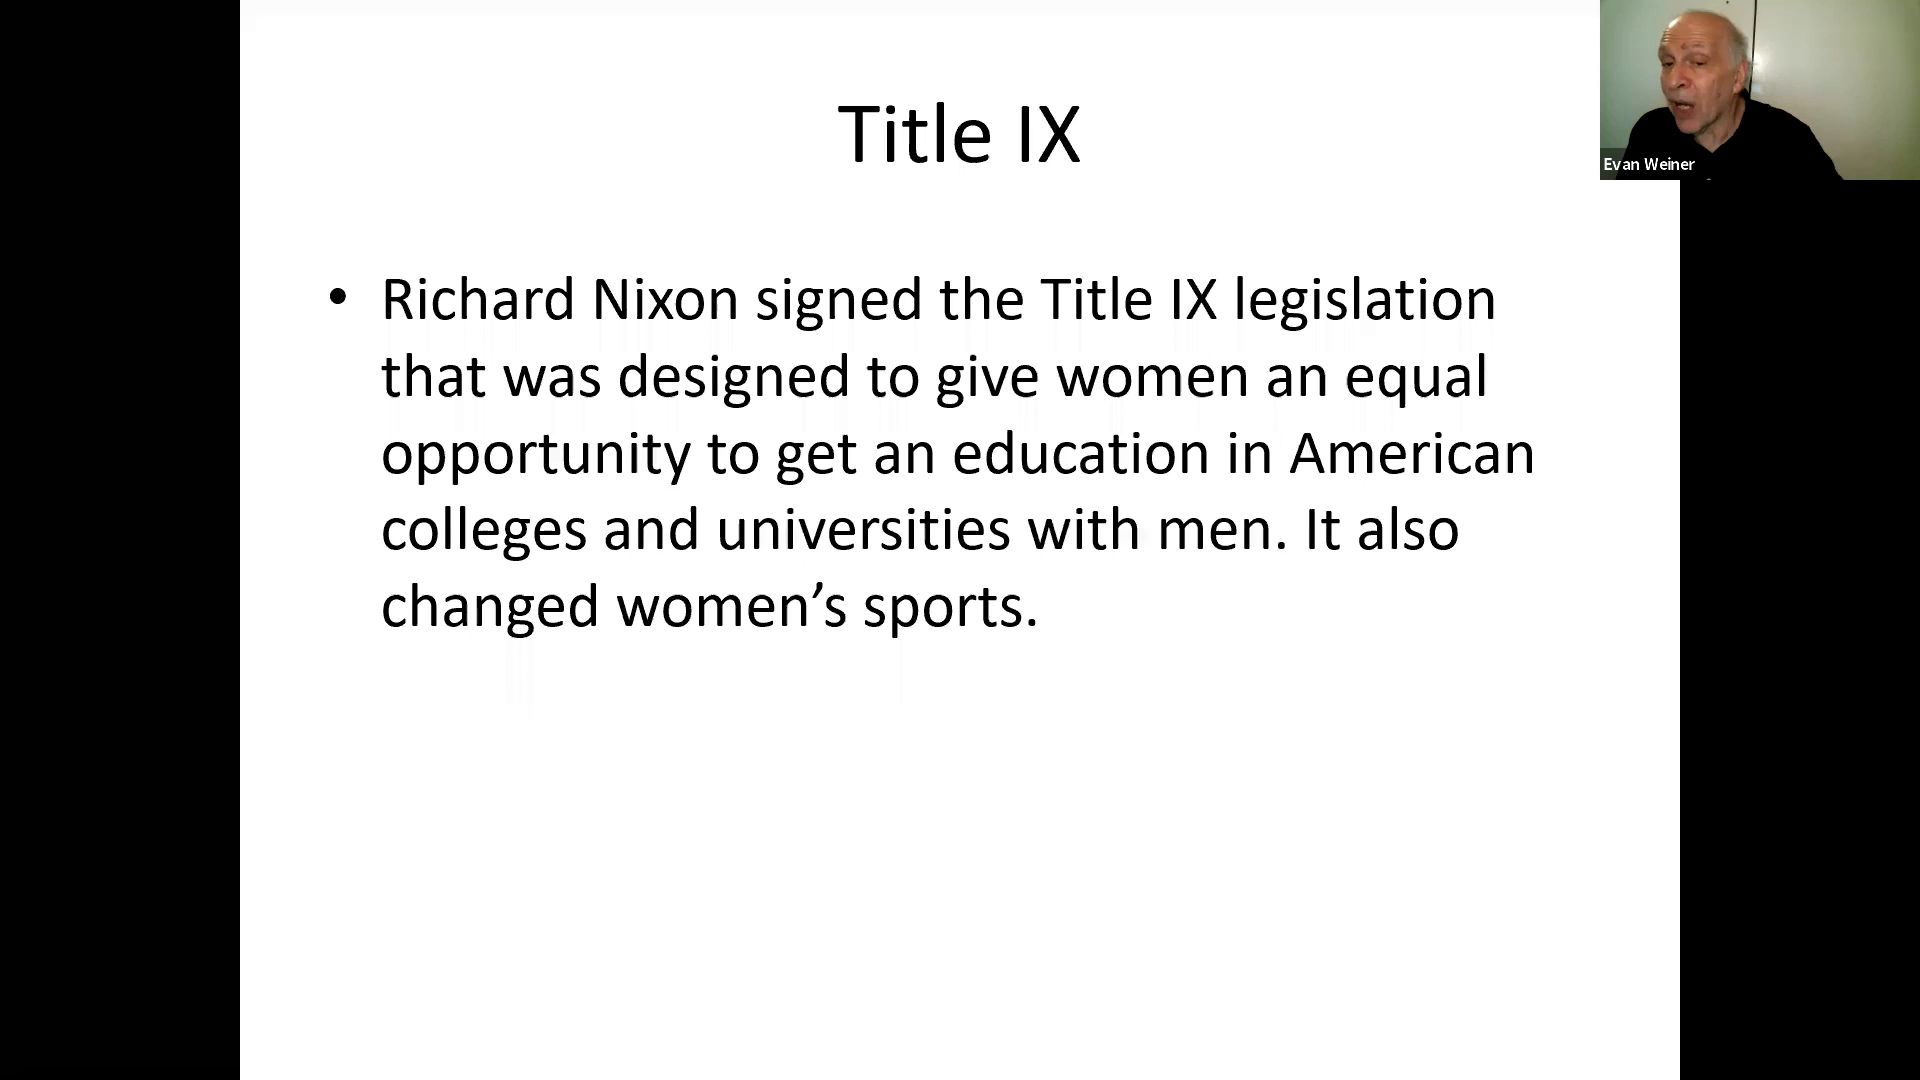 Title IX
Evan Weiner
• Richard Nixon signed the Title IX legislation
that was designed to give women an equal
opportunity to get an education in American
colleges and universities with men. It also
changed women’s sports.